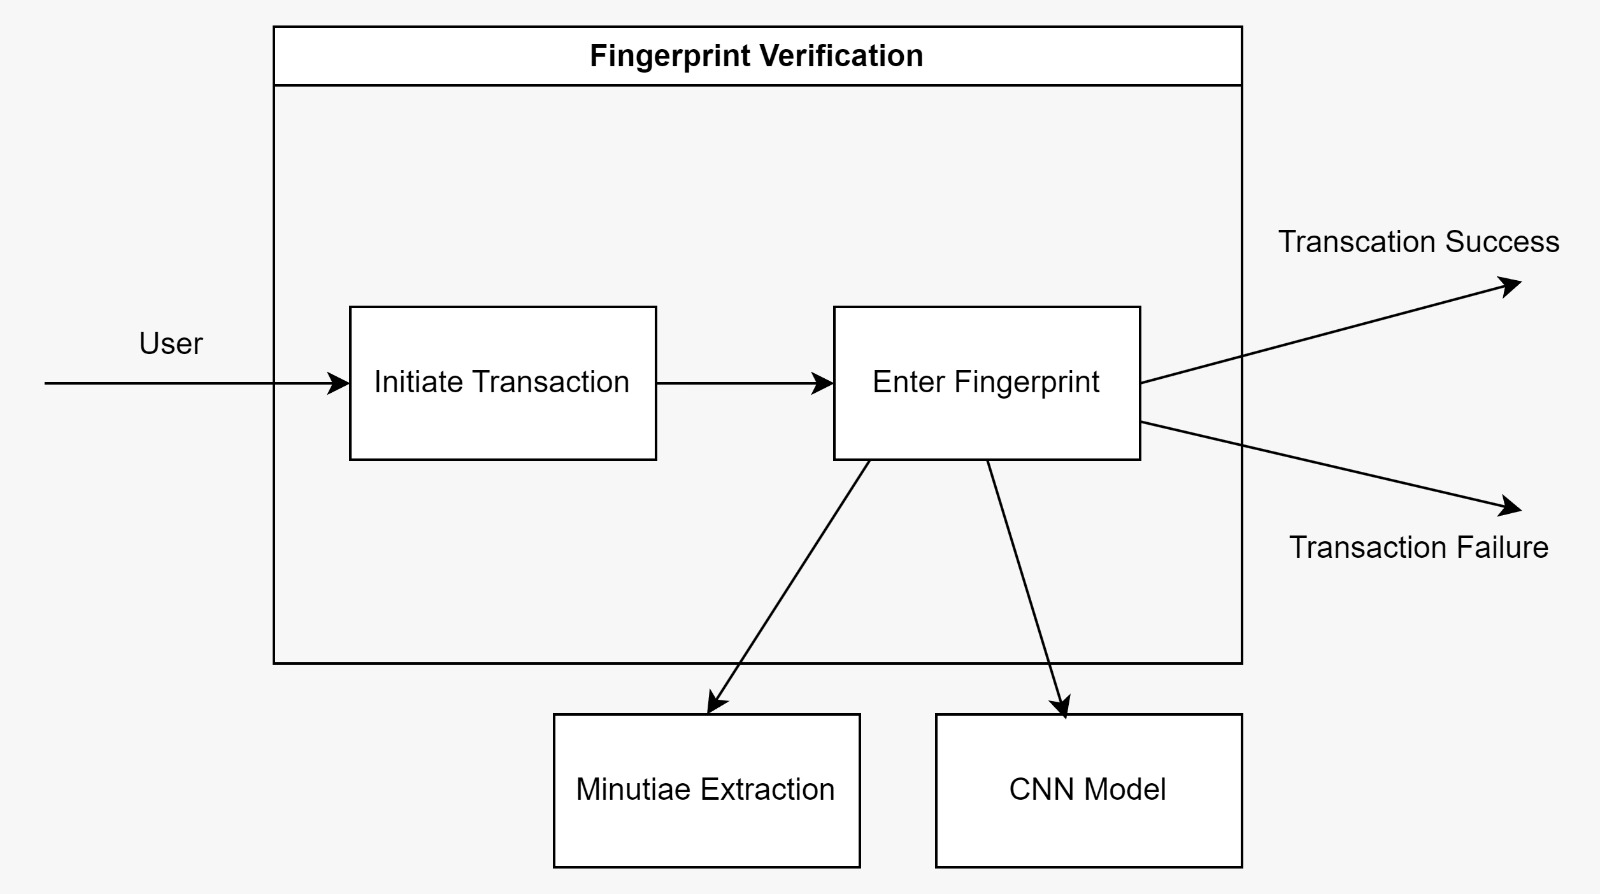 Fingerprint Verification
Transcation Success
User
Initiate Transaction
Enter Fingerprint
Transaction Failure
Minutiae Extraction
CNN Model